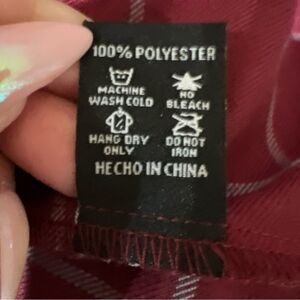 100% POLYESTER
MACHINE WASH COLD
NO BLEACH
HANG DRY ONLY
DO NOT IRON
HECHO IN CHINA